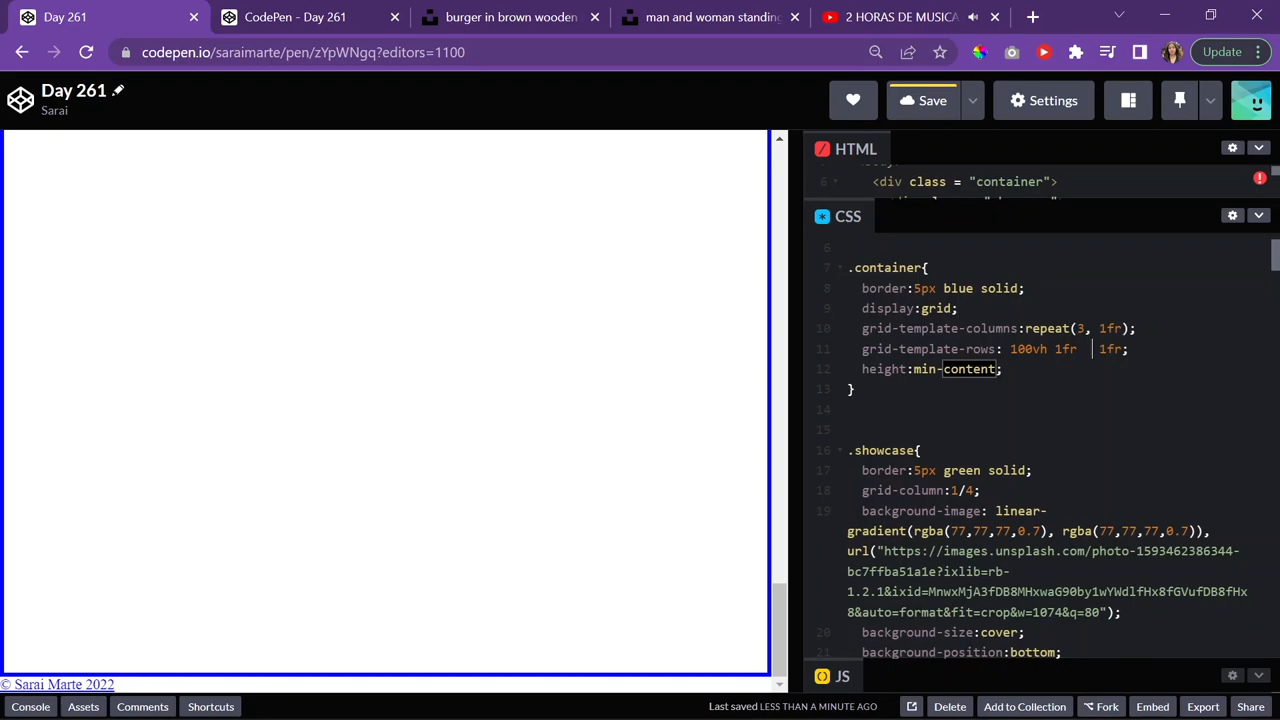 Day 261
CodePen - Day 261
burger in brown wooden
man and woman standing
2 HORAS DE MUSICA
codepen.io/saraimarte/pen/zYpWNgq?editors=1100
Update
Day 261
Sarai
Save
Settings
HTML
6 <div class = "container">
CSS
6
7 .container{
8 border:5px blue solid;
9 display:grid;
10 grid-template-columns:repeat(3, 1fr);
11 grid-template-rows: 100vh 1fr 1fr;
12 height:min-content;
13 }
14
15
16 .showcase{
17 border:5px green solid;
18 grid-column:1/4;
19 background-image: linear-
gradient(rgba(77,77,77,0.7), rgba(77,77,77,0.7)),
url("https://images.unsplash.com/photo-1593462386344-
bc7ffba51a1e?ixlib=rb-
1.2.1&ixid=MnwxMjA3fDB8MHxwaG90by1wYWdlfHx8fGVufDB8fHx
8&auto=format&fit=crop&w=1074&q=80");
20 background-size:cover;
21 background-position:bottom;
JS
© Sarai Marte 2022
Console
Assets
Comments
Shortcuts
Last saved LESS THAN A MINUTE AGO
Delete
Add to Collection
Fork
Embed
Export
Share